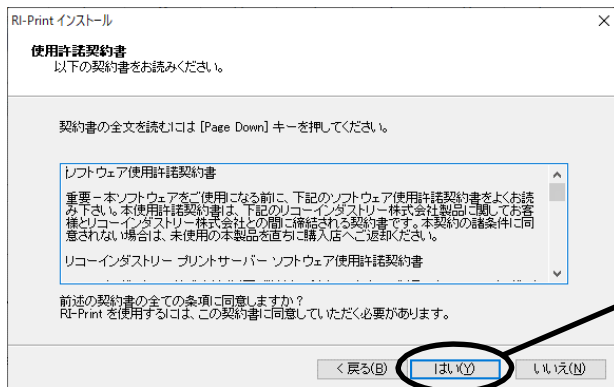 RI-Print インストール
使用許諾契約書
以下の契約書をお読みください。
契約書の全文を読むには [Page Down] キーを押してください。
ソフトウェア使用許諾契約書
重要－本ソフトウェアをご使用になる前に、下記のソフトウェア使用許諾契約書をよくお読
み下さい。本使用許諾契約書は、下記のリコーインダストリー株式会社製品に関してお客
様とリコーインダストリー株式会社との間に締結される契約書です。本契約の諸条件に同
意されない場合は、未使用の本製品を直ちに購入店へご返却ください。
リコーインダストリー プリントサーバー ソフトウェア使用許諾契約書
前述の契約書の全ての条項に同意しますか？
RI-Print を使用するには、この契約書に同意していただく必要があります。
< 戻る(B)
はい(Y)
いいえ(N)